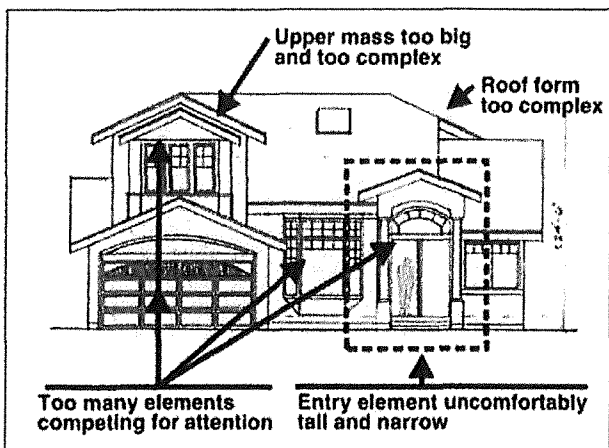 Upper mass too big
and too complex
Roof form
too complex
Too many elements
competing for attention
Entry element uncomfortably
tall and narrow